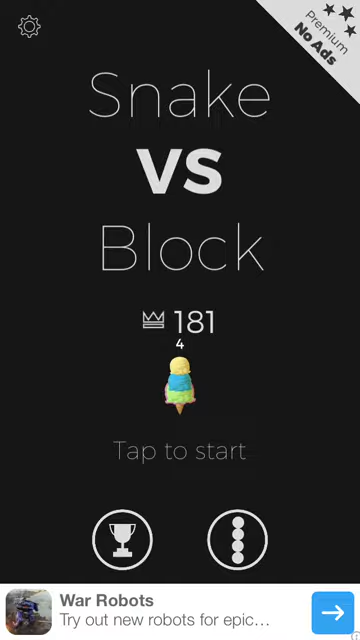 Premium
No Ads
Snake
VS
Block
181
4
Tap to start
War Robots
Try out new robots for epic...